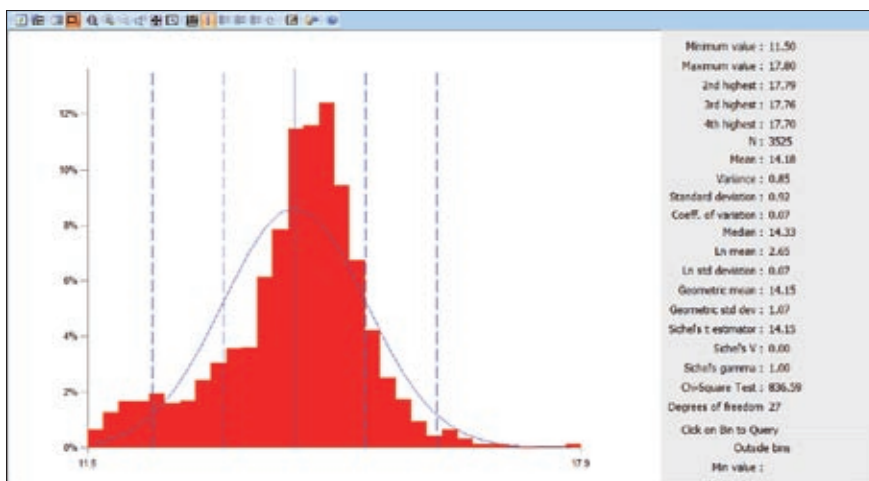 12%
10%
8%
6%
4%
2%
0%
11.5
17.9
Minimum value : 11.50
Maximum value : 17.80
2nd highest : 17.79
3rd highest : 17.76
4th highest : 17.70
N : 3525
Mean : 14.18
Variance : 0.85
Standard deviation : 0.92
Coeff. of variation : 0.07
Median : 14.33
Ln mean : 2.65
Ln std deviation : 0.07
Geometric mean : 14.15
Geometric std dev : 1.07
Sichel's t estimator : 14.15
Sichel's V : 0.00
Sichel's gamma : 1.00
Chi-Square Test : 836.59
Degrees of freedom 27
Click on Bin to Query
Outside bins
Min value :